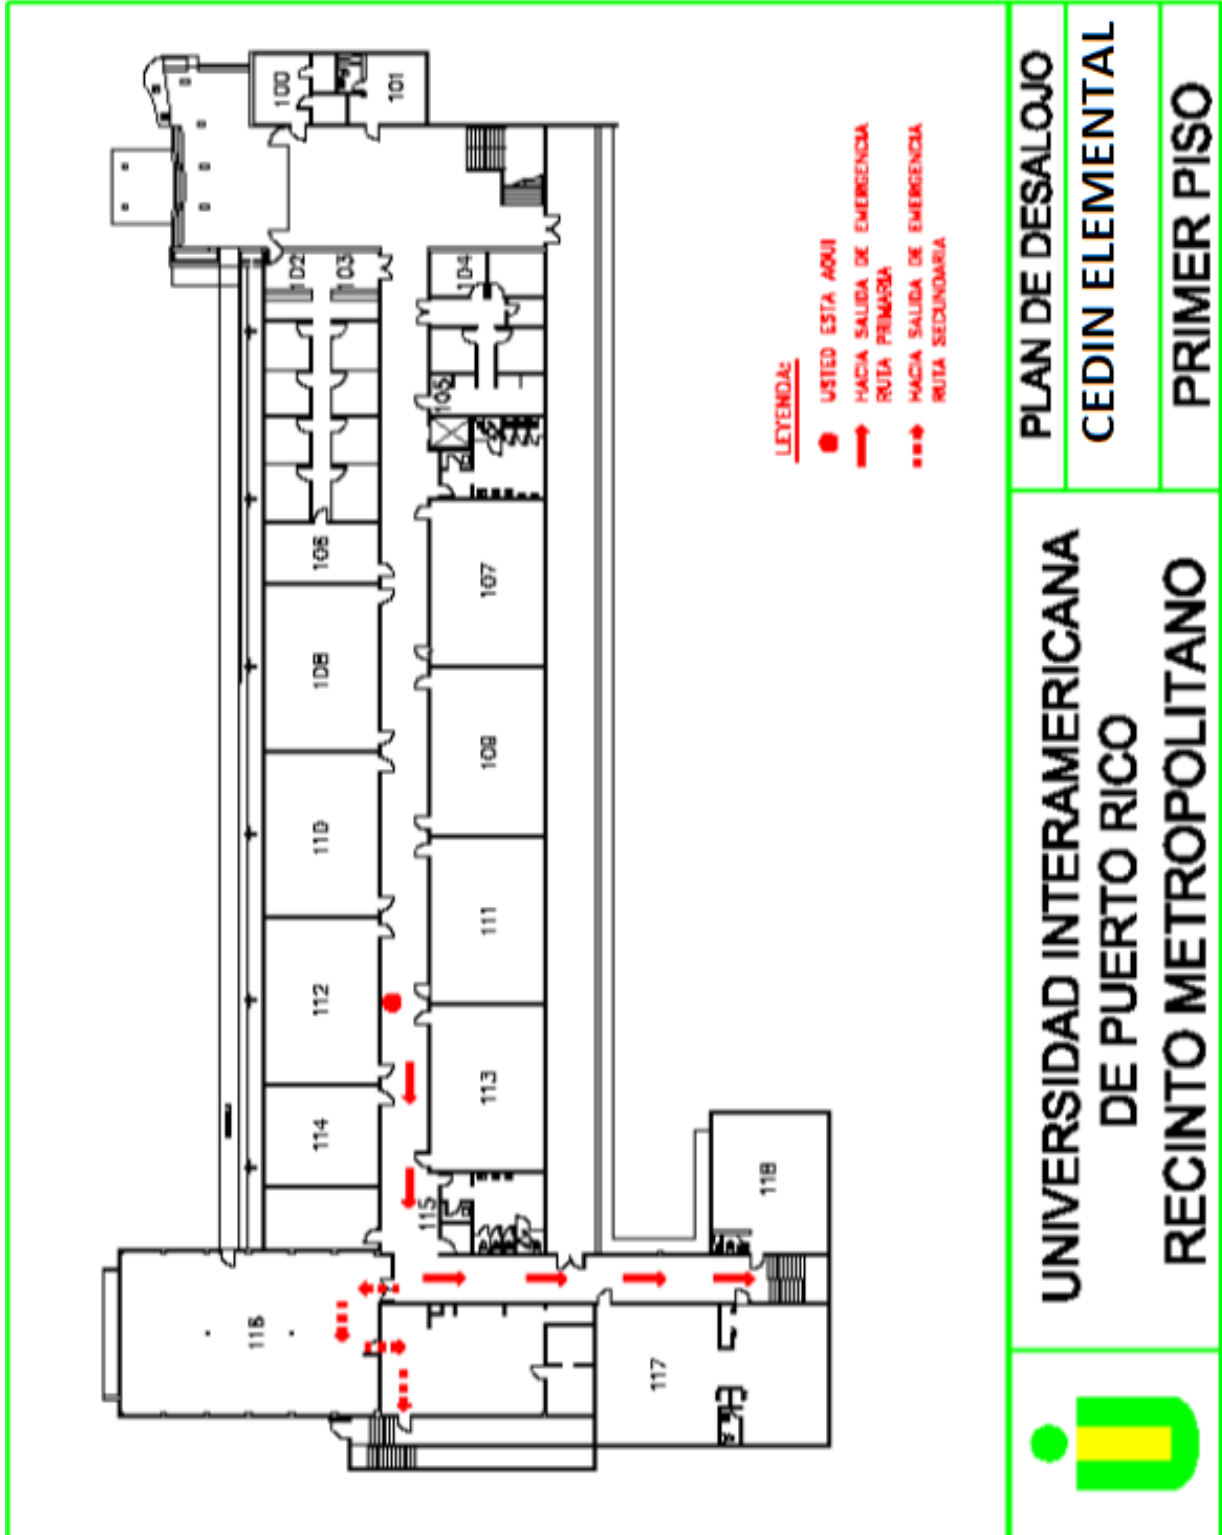 100
101
102
103
104
105
106
107
108
109
110
111
112
113
114
115
116
117
118
LEYENDA:
USTED ESTA AQUI
HACIA SALIDA DE EMERGENCIA
RUTA PRIMARIA
HACIA SALIDA DE EMERGENCIA
RUTA SECUNDARIA
UNIVERSIDAD INTERAMERICANA
DE PUERTO RICO
RECINTO METROPOLITANO
PLAN DE DESALOJO
CEDIN ELEMENTAL
PRIMER PISO